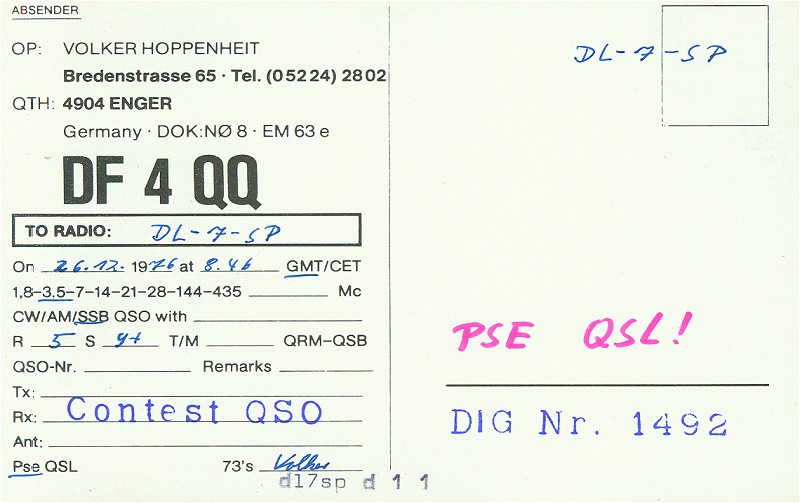 ABSENDER
OP: VOLKER HOPPENHEIT
Bredenstrasse 65 · Tel. (05224) 2802
QTH: 4904 ENGER
Germany · DOK:NØ 8 · EM 63 e
DF 4 QQ
TO RADIO: DL-7-SP
On 26.12. 1976 at 8.46 GMT/CET
1,8-3.5-7-14-21-28-144-435 Mc
CW/AM/SSB QSO with
R 5 S 9+ T/M QRM-QSB
QSO-Nr. Remarks
Tx:
Rx: Contest QSO
Ant:
Pse QSL 73's Volker
dl7sp d 1 1
DL-7-SP
PSE QSL!
DIG Nr. 1492